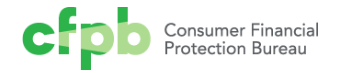 cfpb
Consumer Financial
Protection Bureau